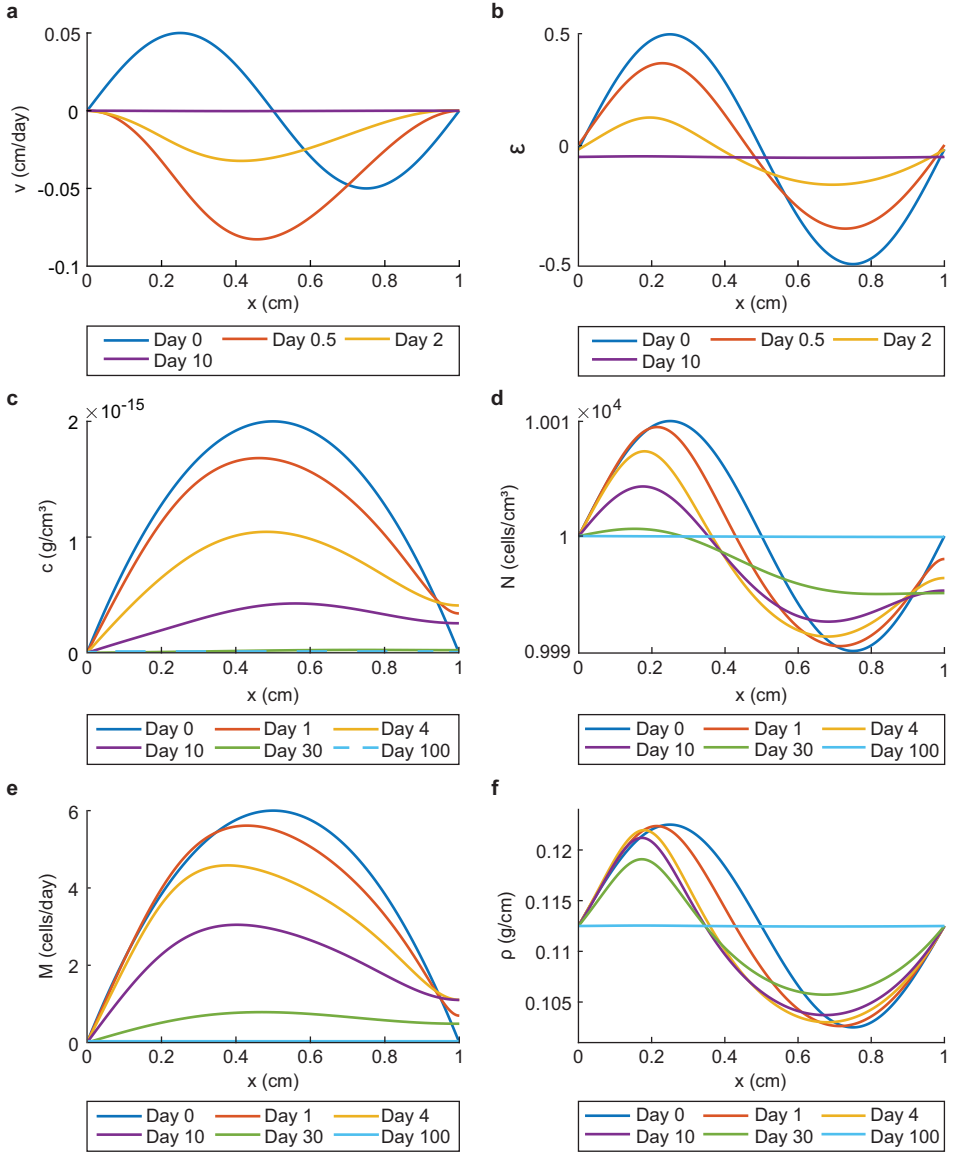 a
v (cm/day)
0.05
0
-0.05
-0.1
0 0.2 0.4 0.6 0.8 1
x (cm)
Day 0 Day 0.5 Day 2
Day 10
b
ε
0.5
0
-0.5
0 0.2 0.4 0.6 0.8 1
x (cm)
Day 0 Day 0.5 Day 2
Day 10
c
×10-15
c (g/cm³)
2
1
0
0 0.2 0.4 0.6 0.8 1
x (cm)
Day 0 Day 1 Day 4
Day 10 Day 30 Day 100
d
×10⁴
N (cells/cm³)
1.001
1
0.999
0 0.2 0.4 0.6 0.8 1
x (cm)
Day 0 Day 1 Day 4
Day 10 Day 30 Day 100
e
M (cells/day)
6
4
2
0
0 0.2 0.4 0.6 0.8 1
x (cm)
Day 0 Day 1 Day 4
Day 10 Day 30 Day 100
f
ρ (g/cm)
0.12
0.115
0.11
0.105
0 0.2 0.4 0.6 0.8 1
x (cm)
Day 0 Day 1 Day 4
Day 10 Day 30 Day 100